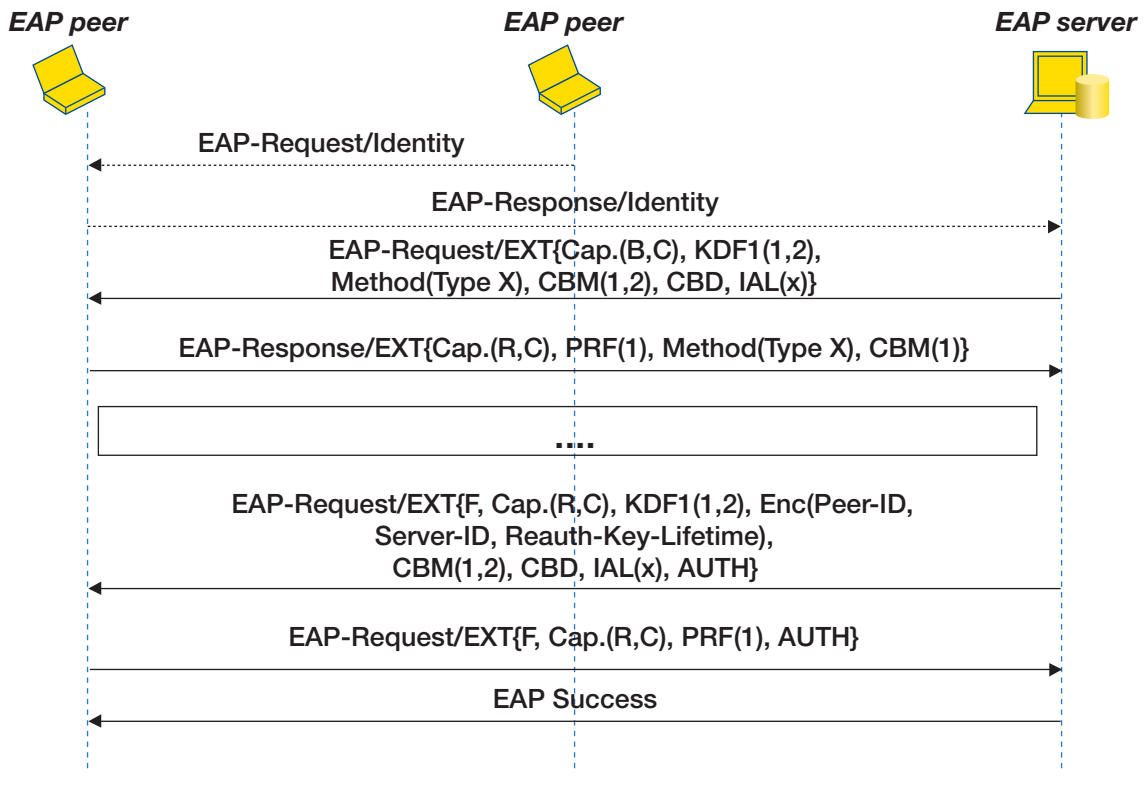 EAP peer
EAP peer
EAP server
EAP-Request/Identity
EAP-Response/Identity
EAP-Request/EXT{Cap.(B,C), KDF1(1,2),
Method(Type X), CBM(1,2), CBD, IAL(x)}
EAP-Response/EXT{Cap.(R,C), PRF(1), Method(Type X), CBM(1)}
....
EAP-Request/EXT{F, Cap.(R,C), KDF1(1,2), Enc(Peer-ID,
Server-ID, Reauth-Key-Lifetime),
CBM(1,2), CBD, IAL(x), AUTH}
EAP-Request/EXT{F, Cap.(R,C), PRF(1), AUTH}
EAP Success